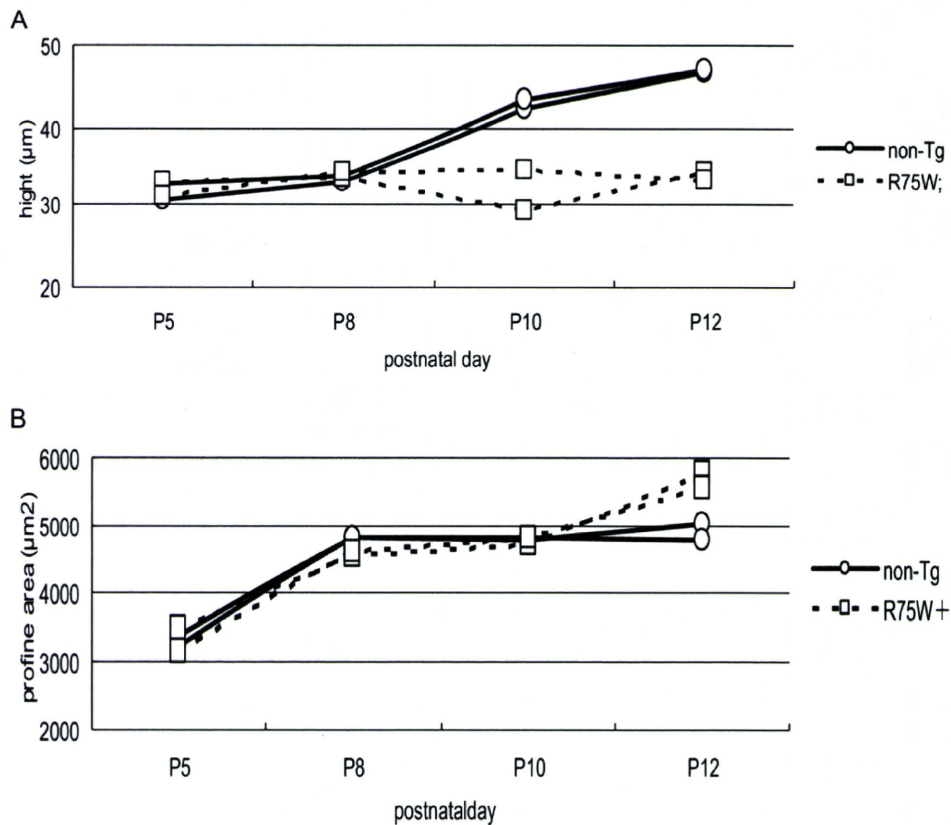 A
50
40
30
20
hight (µm)
P5 P8 P10 P12
postnatal day
non-Tg
R75W;
B
6000
5000
4000
3000
2000
profine area (µm2)
P5 P8 P10 P12
postnatalday
non-Tg
R75W+